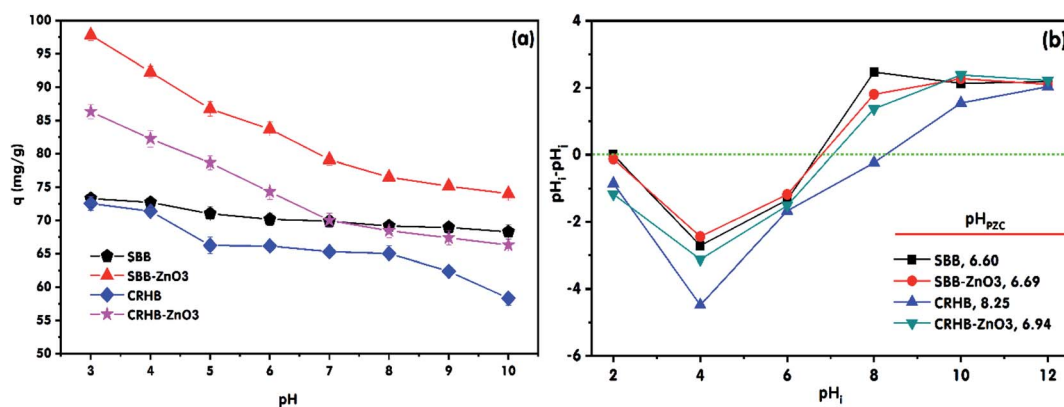 (a)
100
95
90
85
80
75
70
65
60
55
50
q (mg/g)
SBB
SBB-ZnO3
CRHB
CRHB-ZnO3
3 4 5 6 7 8 9 10
pH
(b)
4
2
0
-2
-4
-6
pHi-pHi
pHPZC
SBB, 6.60
SBB-ZnO3, 6.69
CRHB, 8.25
CRHB-ZnO3, 6.94
2 4 6 8 10 12
pHi